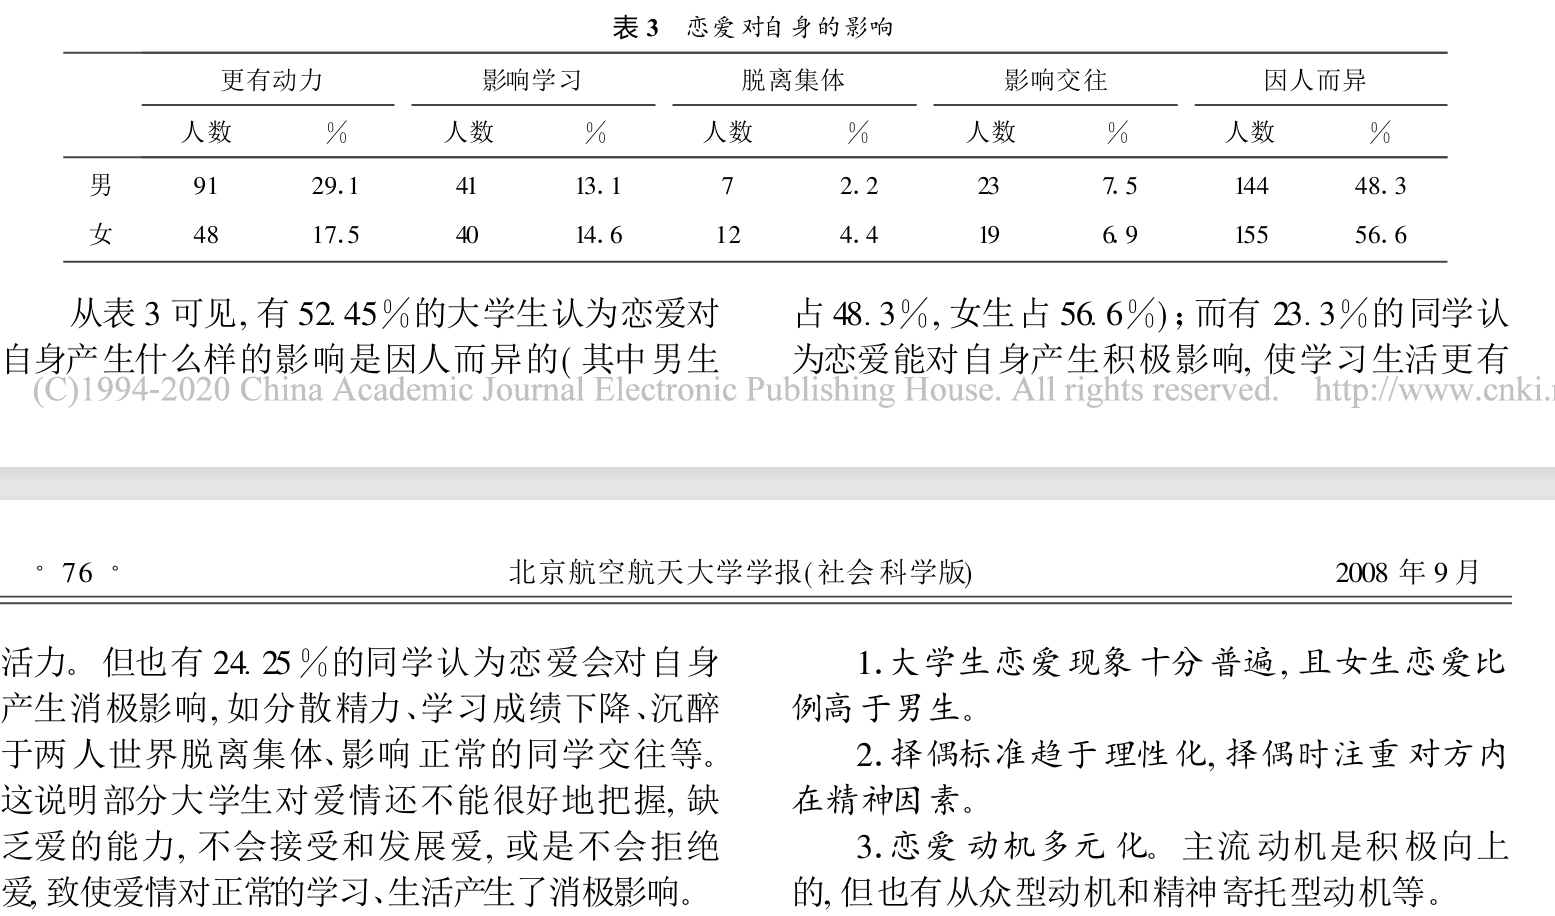 表 3 恋爱对自身的影响
更有动力 影响学习 脱离集体 影响交往 因人而异
人数 % 人数 % 人数 % 人数 % 人数 %
男 91 29.1 41 13.1 7 2.2 23 7.5 144 48.3
女 48 17.5 40 14.6 12 4.4 19 6.9 155 56.6
从表 3 可见,有 52.45%的大学生认为恋爱对
自身产生什么样的影响是因人而异的(其中男生
占 48.3%,女生占 56.6%);而有 23.3%的同学认
为恋爱能对自身产生积极影响,使学习生活更有
(C)1994-2020 China Academic Journal Electronic Publishing House. All rights reserved. http://www.cnki.
° 76 ° 北京航空航天大学学报(社会科学版) 2008 年 9 月
活力。但也有 24.25%的同学认为恋爱会对自身
产生消极影响,如分散精力、学习成绩下降、沉醉
于两人世界脱离集体、影响正常的同学交往等。
这说明部分大学生对爱情还不能很好地把握,缺
乏爱的能力,不会接受和发展爱,或是不会拒绝
爱,致使爱情对正常的学习、生活产生了消极影响。
1.大学生恋爱现象十分普遍,且女生恋爱比
例高于男生。
2.择偶标准趋于理性化,择偶时注重对方内
在精神因素。
3.恋爱动机多元化。主流动机是积极向上
的,但也有从众型动机和精神寄托型动机等。